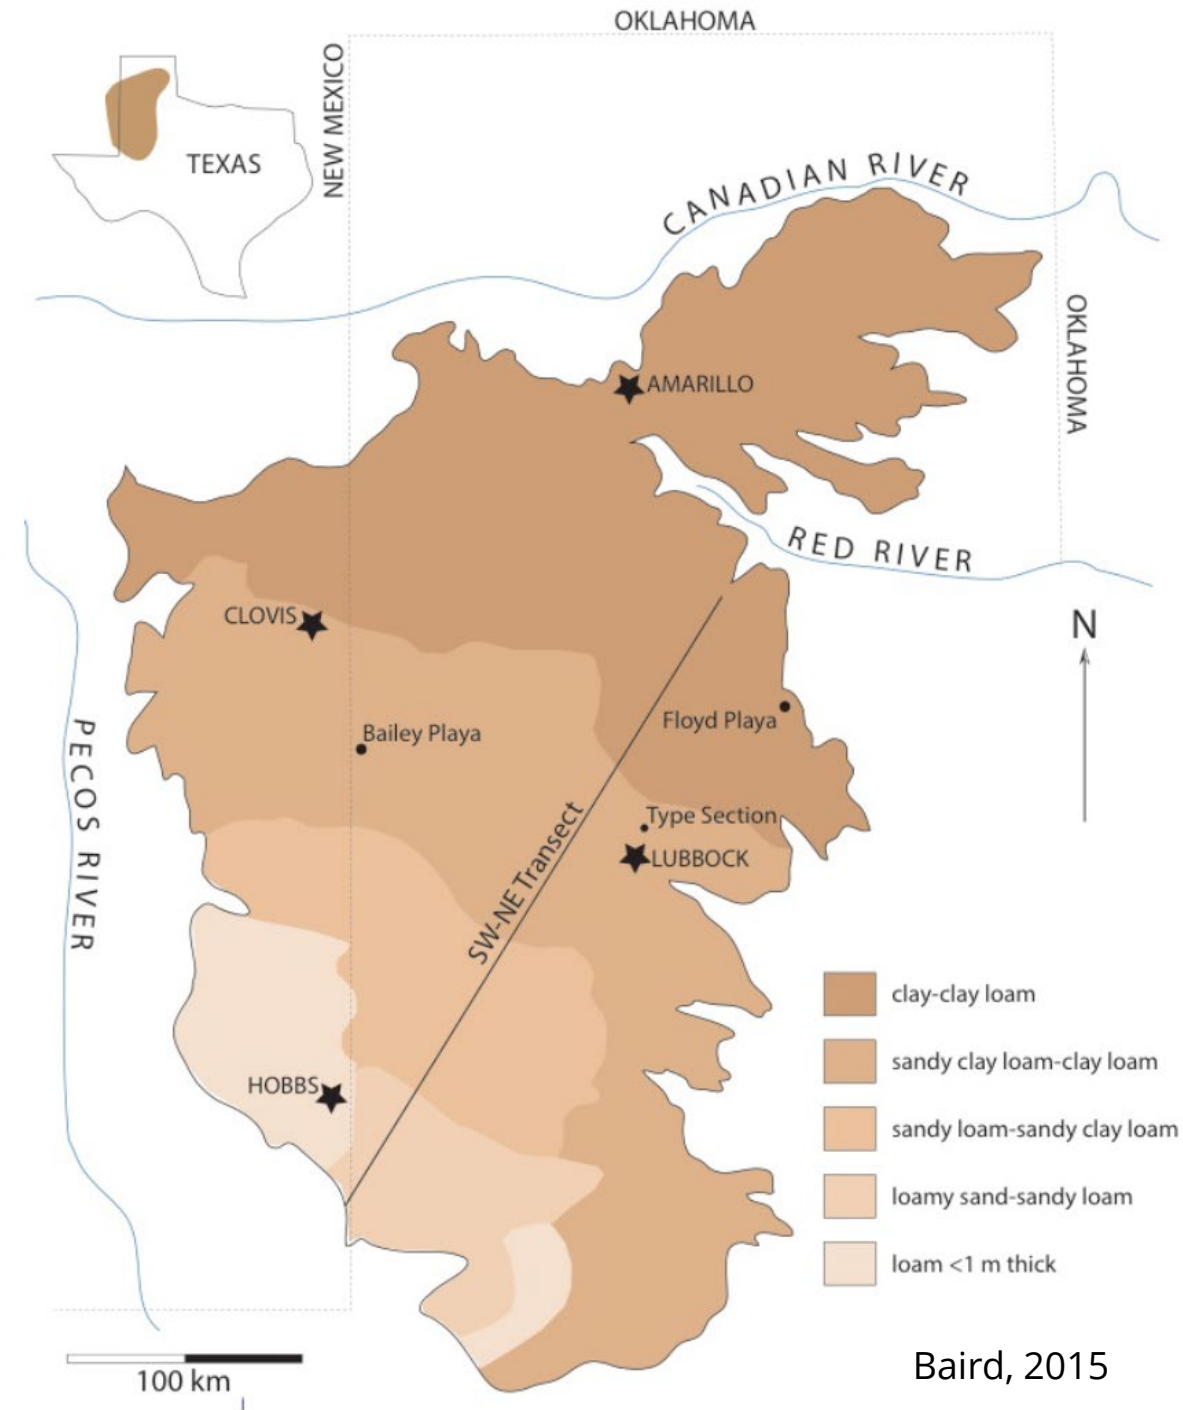 OKLAHOMA
NEW MEXICO
TEXAS
CANADIAN RIVER
OKLAHOMA
AMARILLO
RED RIVER
CLOVIS
N
Bailey Playa
Floyd Playa
PECOS RIVER
Type Section
LUBBOCK
SW-NE Transect
HOBBS
clay-clay loam
sandy clay loam-clay loam
sandy loam-sandy clay loam
loamy sand-sandy loam
loam <1 m thick
100 km
Baird, 2015